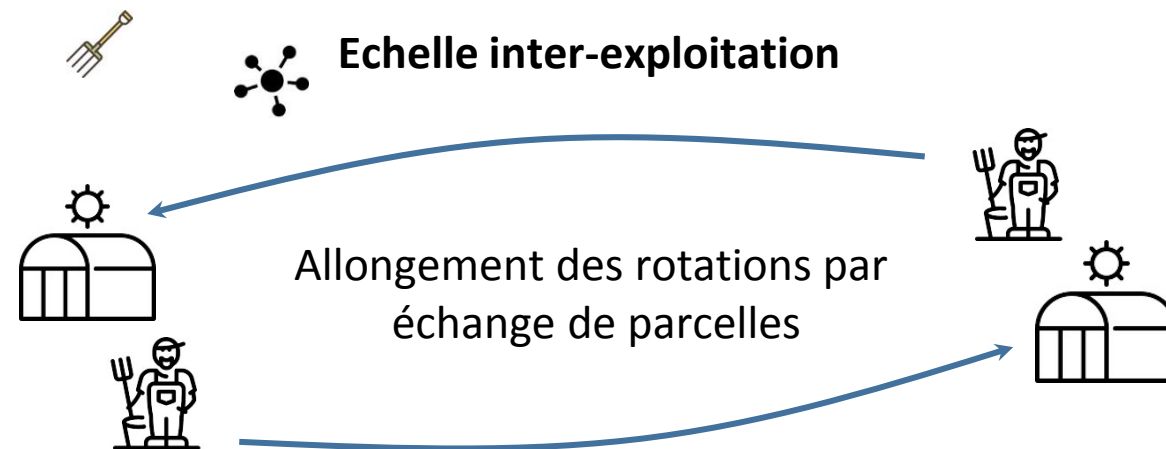 Echelle inter-exploitation
Allongement des rotations par
échange de parcelles